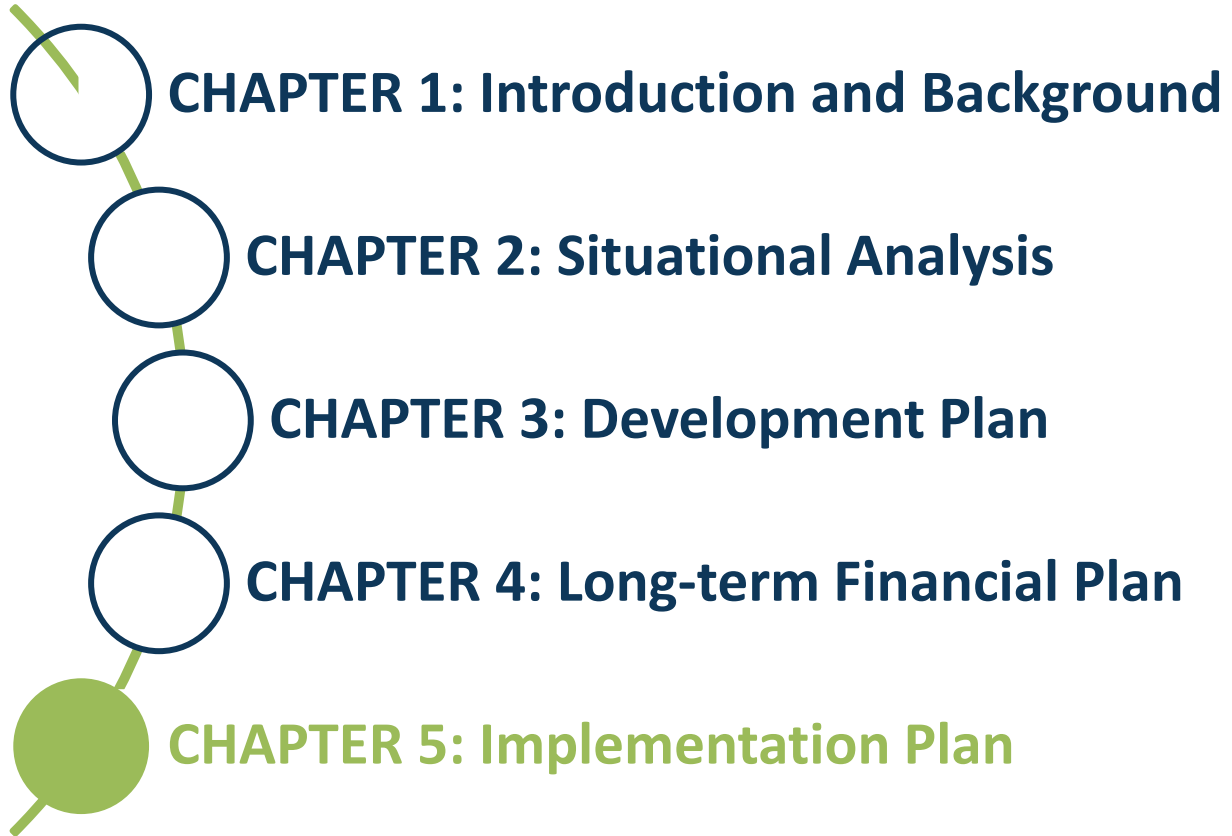 CHAPTER 1: Introduction and Background
CHAPTER 2: Situational Analysis
CHAPTER 3: Development Plan
CHAPTER 4: Long-term Financial Plan
CHAPTER 5: Implementation Plan